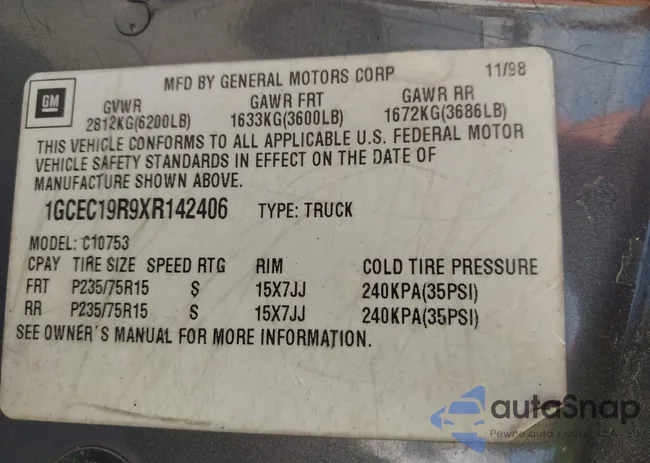 MFD BY GENERAL MOTORS CORP 11/98
GM
GVWR GAWR FRT GAWR RR
2812KG(6200LB) 1633KG(3600LB) 1672KG(3686LB)
THIS VEHICLE CONFORMS TO ALL APPLICABLE U.S. FEDERAL MOTOR
VEHICLE SAFETY STANDARDS IN EFFECT ON THE DATE OF
MANUFACTURE SHOWN ABOVE.
1GCEC19R9XR142406 TYPE: TRUCK
MODEL: C10753
CPAY TIRE SIZE SPEED RTG RIM COLD TIRE PRESSURE
FRT P235/75R15 S 15X7JJ 240KPA(35PSI)
RR P235/75R15 S 15X7JJ 240KPA(35PSI)
SEE OWNER'S MANUAL FOR MORE INFORMATION.
autoSnap
Pewne auta z